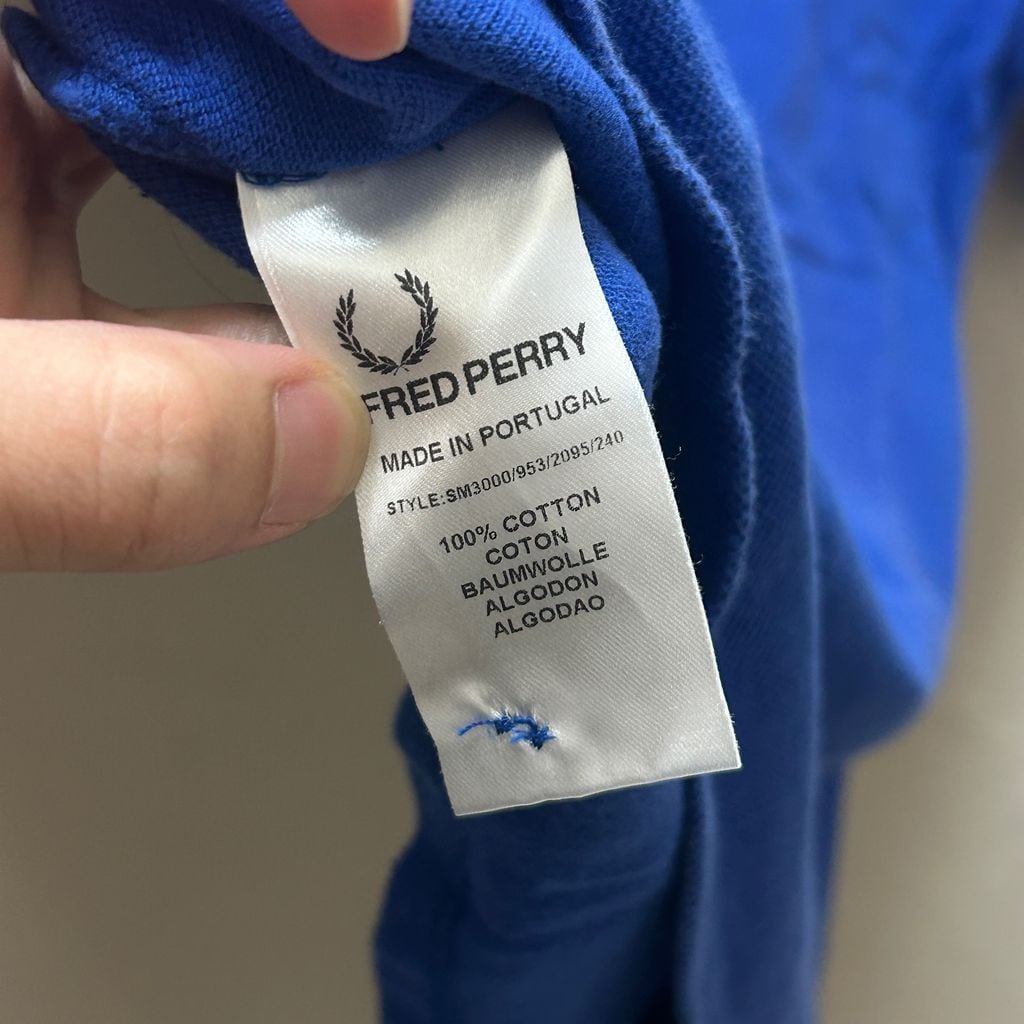 FRED PERRY
MADE IN PORTUGAL
STYLE:SM3000/953/2095/240
100% COTTON
COTON
BAUMWOLLE
ALGODON
ALGODAO